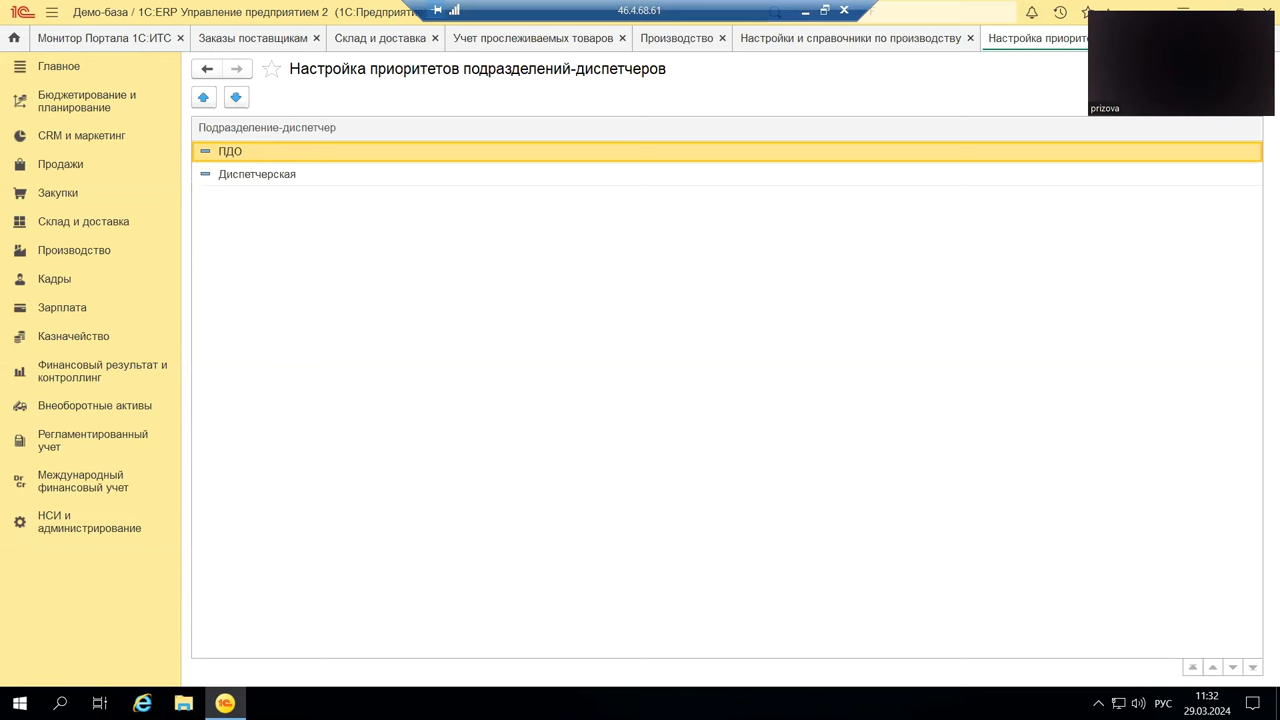 Демо-база / 1С:ERP Управление предприятием 2 (1С:Предприяти
46.4.68.61
Монитор Портала 1С:ИТС
Заказы поставщикам
Склад и доставка
Учет прослеживаемых товаров
Производство
Настройки и справочники по производству
Настройка приорите
prizova
Настройка приоритетов подразделений-диспетчеров
Подразделение-диспетчер
ПДО
Диспетчерская
Главное
Бюджетирование и
планирование
CRM и маркетинг
Продажи
Закупки
Склад и доставка
Производство
Кадры
Зарплата
Казначейство
Финансовый результат и
контроллинг
Внеоборотные активы
Регламентированный
учет
Международный
финансовый учет
НСИ и
администрирование
РУС
11:32
29.03.2024